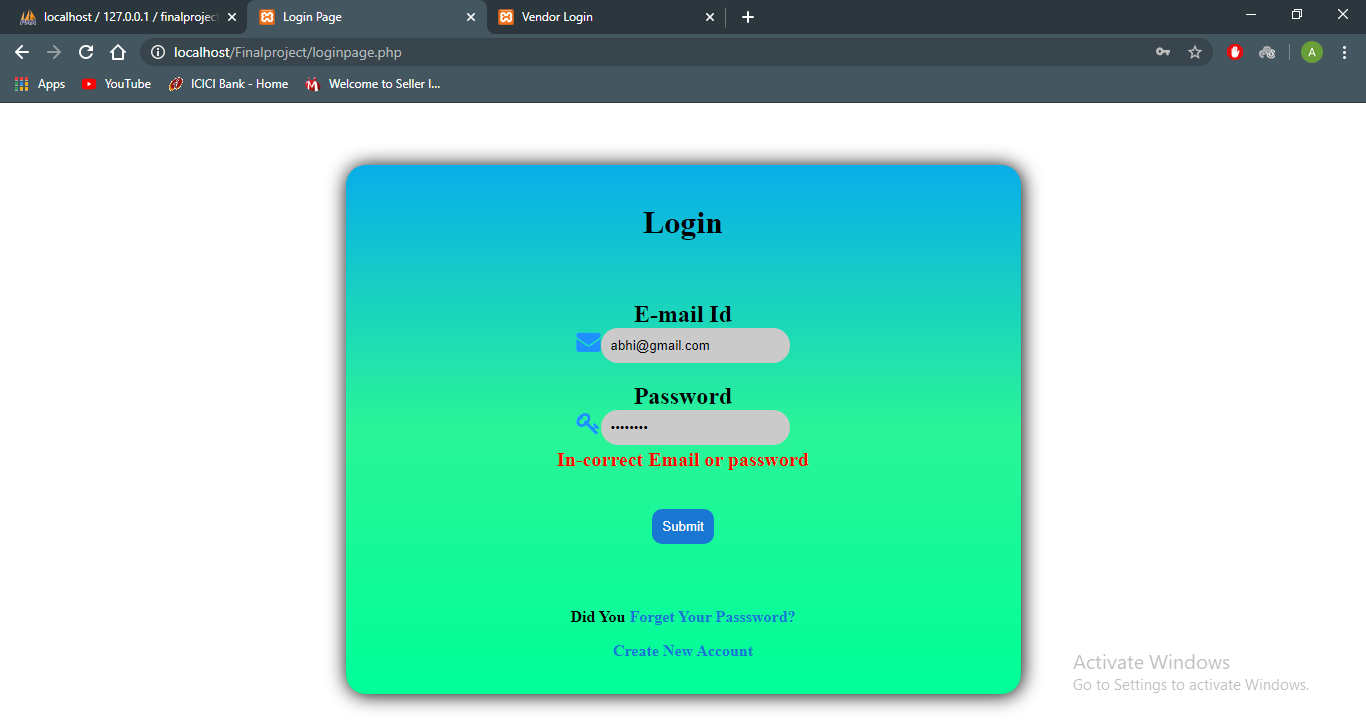 localhost / 127.0.0.1 / finalprojec
Login Page
Vendor Login
localhost/Finalproject/loginpage.php
A
Apps
YouTube
ICICI Bank - Home
Welcome to Seller I...
Login
E-mail Id
abhi@gmail.com
Password
••••••••
In-correct Email or password
Submit
Did You Forget Your Passsword?
Create New Account
Activate Windows
Go to Settings to activate Windows.